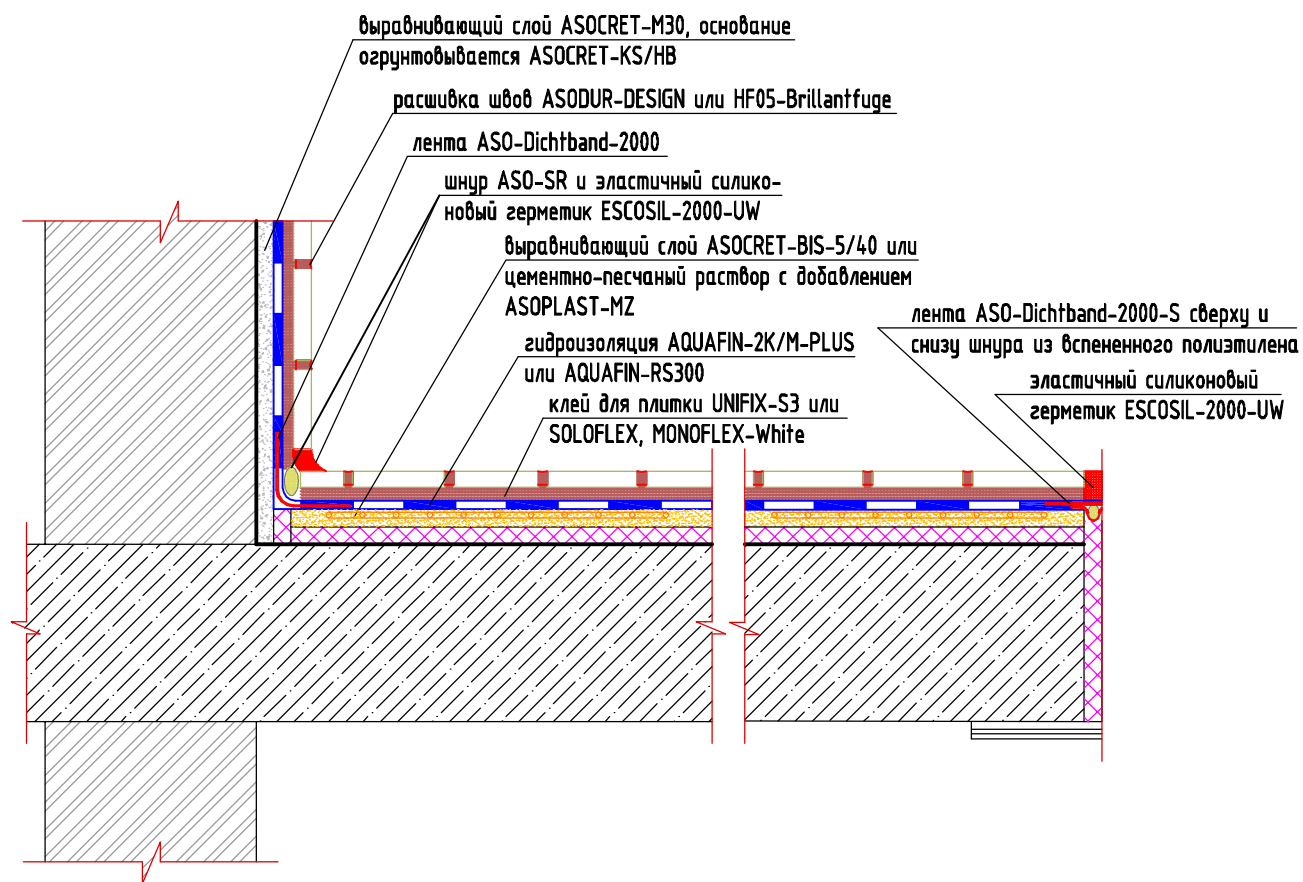 выравнивающий слой ASOCRET-M30, основание
огрунтовывается ASOCRET-KS/HB
расшивка швов ASODUR-DESIGN или HF05-Brillantfuge
лента ASO-Dichtband-2000
шнур ASO-SR и эластичный силико-
новый герметик ESCOSIL-2000-UW
выравнивающий слой ASOCRET-BIS-5/40 или
цементно-песчаный раствор с добавлением
ASOPLAST-MZ
гидроизоляция AQUAFIN-2K/M-PLUS
или AQUAFIN-RS300
клей для плитки UNIFIX-S3 или
SOLOFLEX, MONOFLEX-White
лента ASO-Dichtband-2000-S сверху и
снизу шнура из вспененного полиэтилена
эластичный силиконовый
герметик ESCOSIL-2000-UW